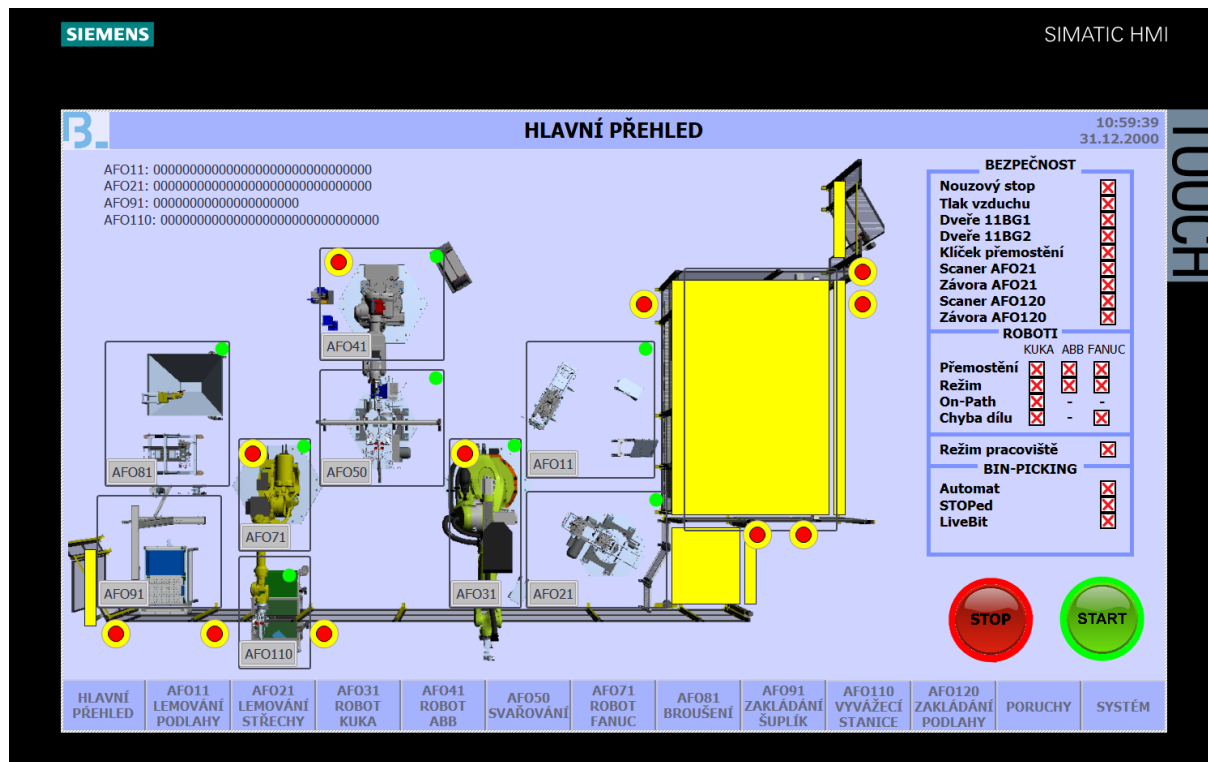 SIEMENS
SIMATIC HMI
TOUCH
B_
HLAVNÍ PŘEHLED
10:59:39
31.12.2000
AFO11: 00000000000000000000000000000000
AFO21: 00000000000000000000000000000000
AFO91: 000000000000000000000
AFO110: 00000000000000000000000000000000
BEZPEČNOST
Nouzový stop
Tlak vzduchu
Dveře 11BG1
Dveře 11BG2
Klíček přemostění
Scaner AFO21
Závora AFO21
Scaner AFO120
Závora AFO120
ROBOTI
KUKA ABB FANUC
Přemostění
Režim
On-Path - -
Chyba dílu -
Režim pracoviště
BIN-PICKING
Automat
STOPed
LiveBit
STOP
START
AFO41
AFO81
AFO50
AFO11
AFO71
AFO91
AFO31
AFO21
AFO110
HLAVNÍ
PŘEHLED
AFO11
LEMOVÁNÍ
PODLAHY
AFO21
LEMOVÁNÍ
STŘECHY
AFO31
ROBOT
KUKA
AFO41
ROBOT
ABB
AFO50
SVAŘOVÁNÍ
AFO71
ROBOT
FANUC
AFO81
BROUŠENÍ
AFO91
ZAKLÁDÁNÍ
ŠUPLÍK
AFO110
VYVÁŽECÍ
STANICE
AFO120
ZAKLÁDÁNÍ
PODLAHY
PORUCHY
SYSTÉM